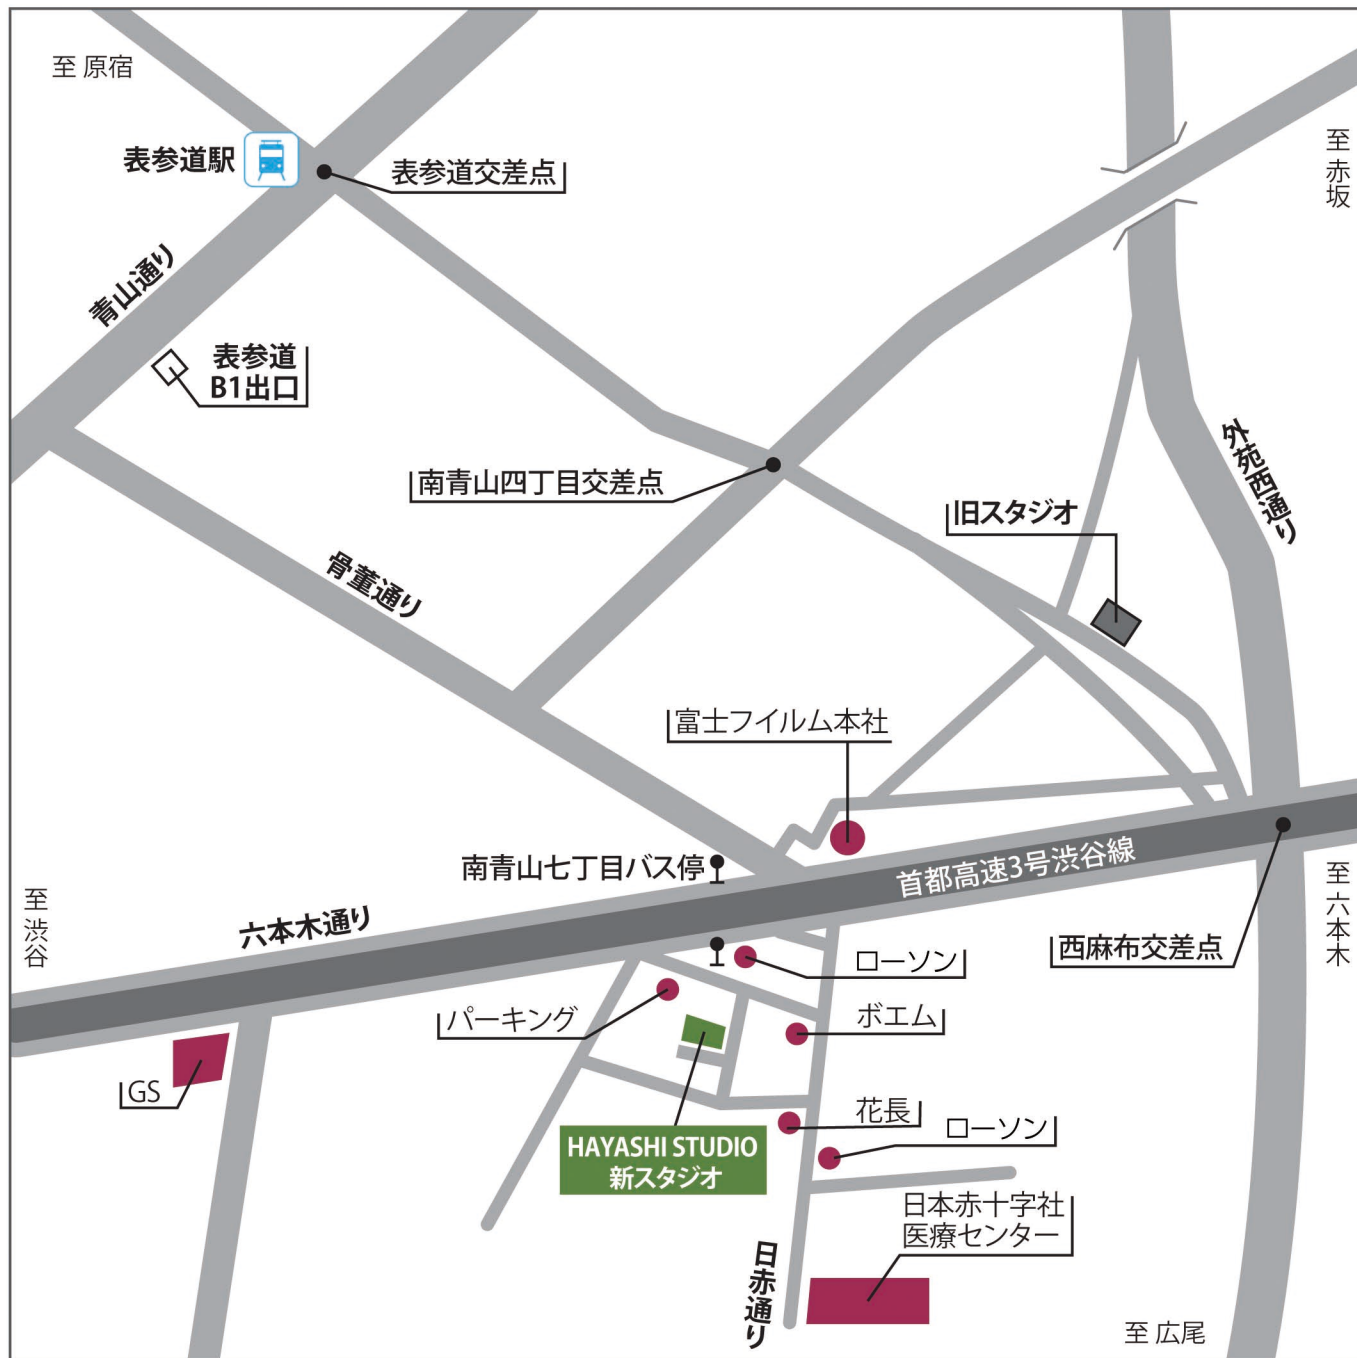 至 原宿
表参道駅
表参道交差点
至 赤坂
青山通り
表参道
B1出口
外苑西通り
南青山四丁目交差点
旧スタジオ
骨董通り
富士フイルム本社
南青山七丁目バス停
首都高速3号渋谷線
至 渋谷
六本木通り
至 六本木
西麻布交差点
ローソン
パーキング
ボエム
GS
花長
ローソン
HAYASHI STUDIO
新スタジオ
日本赤十字社
医療センター
日赤通り
至 広尾